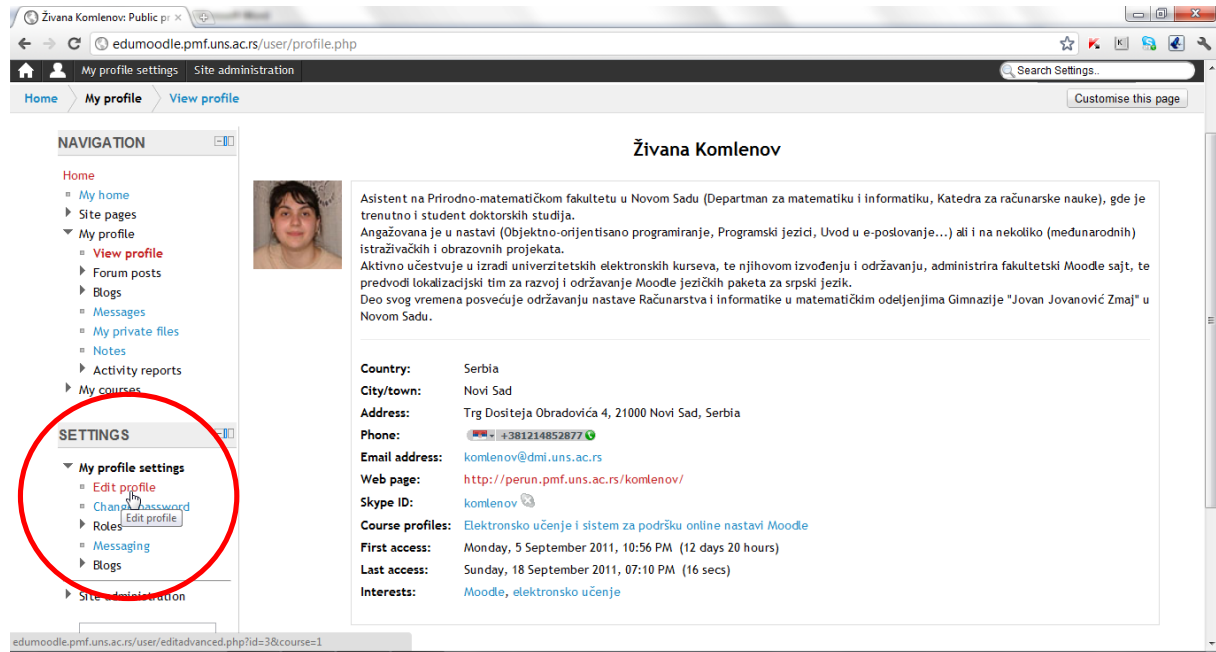 Živana Komlenov: Public pr
edumoodle.pmf.uns.ac.rs/user/profile.php
My profile settings Site administration
Search Settings..
Home My profile View profile
Customise this page
NAVIGATION
Home
My home
Site pages
My profile
View profile
Forum posts
Blogs
Messages
My private files
Notes
Activity reports
My courses
SETTINGS
My profile settings
Edit profile
Change password
Edit profile
Roles
Messaging
Blogs
Site administration
Živana Komlenov
Asistent na Prirodno-matematičkom fakultetu u Novom Sadu (Departman za matematiku i informatiku, Katedra za računarske nauke), gde je
trenutno i student doktorskih studija.
Angažovana je u nastavi (Objektno-orijentisano programiranje, Programski jezici, Uvod u e-poslovanje...) ali i na nekoliko (međunarodnih)
istraživačkih i obrazovnih projekata.
Aktivno učestvuje u izradi univerzitetskih elektronskih kurseva, te njihovom izvođenju i održavanju, administrira fakultetski Moodle sajt, te
predvodi lokalizacijski tim za razvoj i održavanje Moodle jezičkih paketa za srpski jezik.
Deo svog vremena posvećuje održavanju nastave Računarstva i informatike u matematičkim odeljenjima Gimnazije "Jovan Jovanović Zmaj" u
Novom Sadu.
Country: Serbia
City/town: Novi Sad
Address: Trg Dositeja Obradovića 4, 21000 Novi Sad, Serbia
Phone: +381214852877
Email address: komlenov@dmi.uns.ac.rs
Web page: http://perun.pmf.uns.ac.rs/komlenov/
Skype ID: komlenov
Course profiles: Elektronsko učenje i sistem za podršku online nastavi Moodle
First access: Monday, 5 September 2011, 10:56 PM (12 days 20 hours)
Last access: Sunday, 18 September 2011, 07:10 PM (16 secs)
Interests: Moodle, elektronsko učenje
edumoodle.pmf.uns.ac.rs/user/editadvanced.php?id=3&course=1